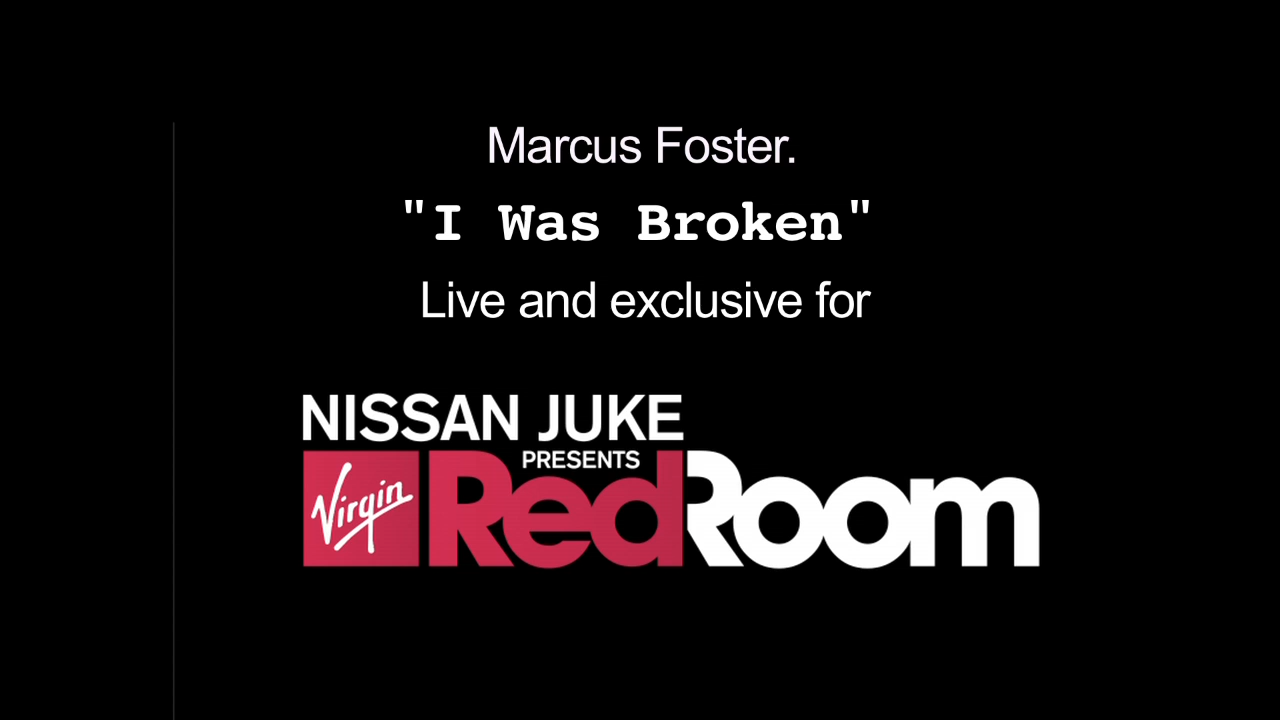 Marcus Foster.
"I Was Broken"
Live and exclusive for
NISSAN JUKE
PRESENTS
Virgin RedRoom